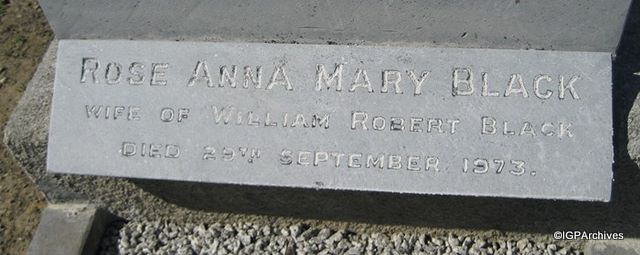 Rose Anna Mary Black
wife of William Robert Black
Died 29th September 1973.
©IGPArchives